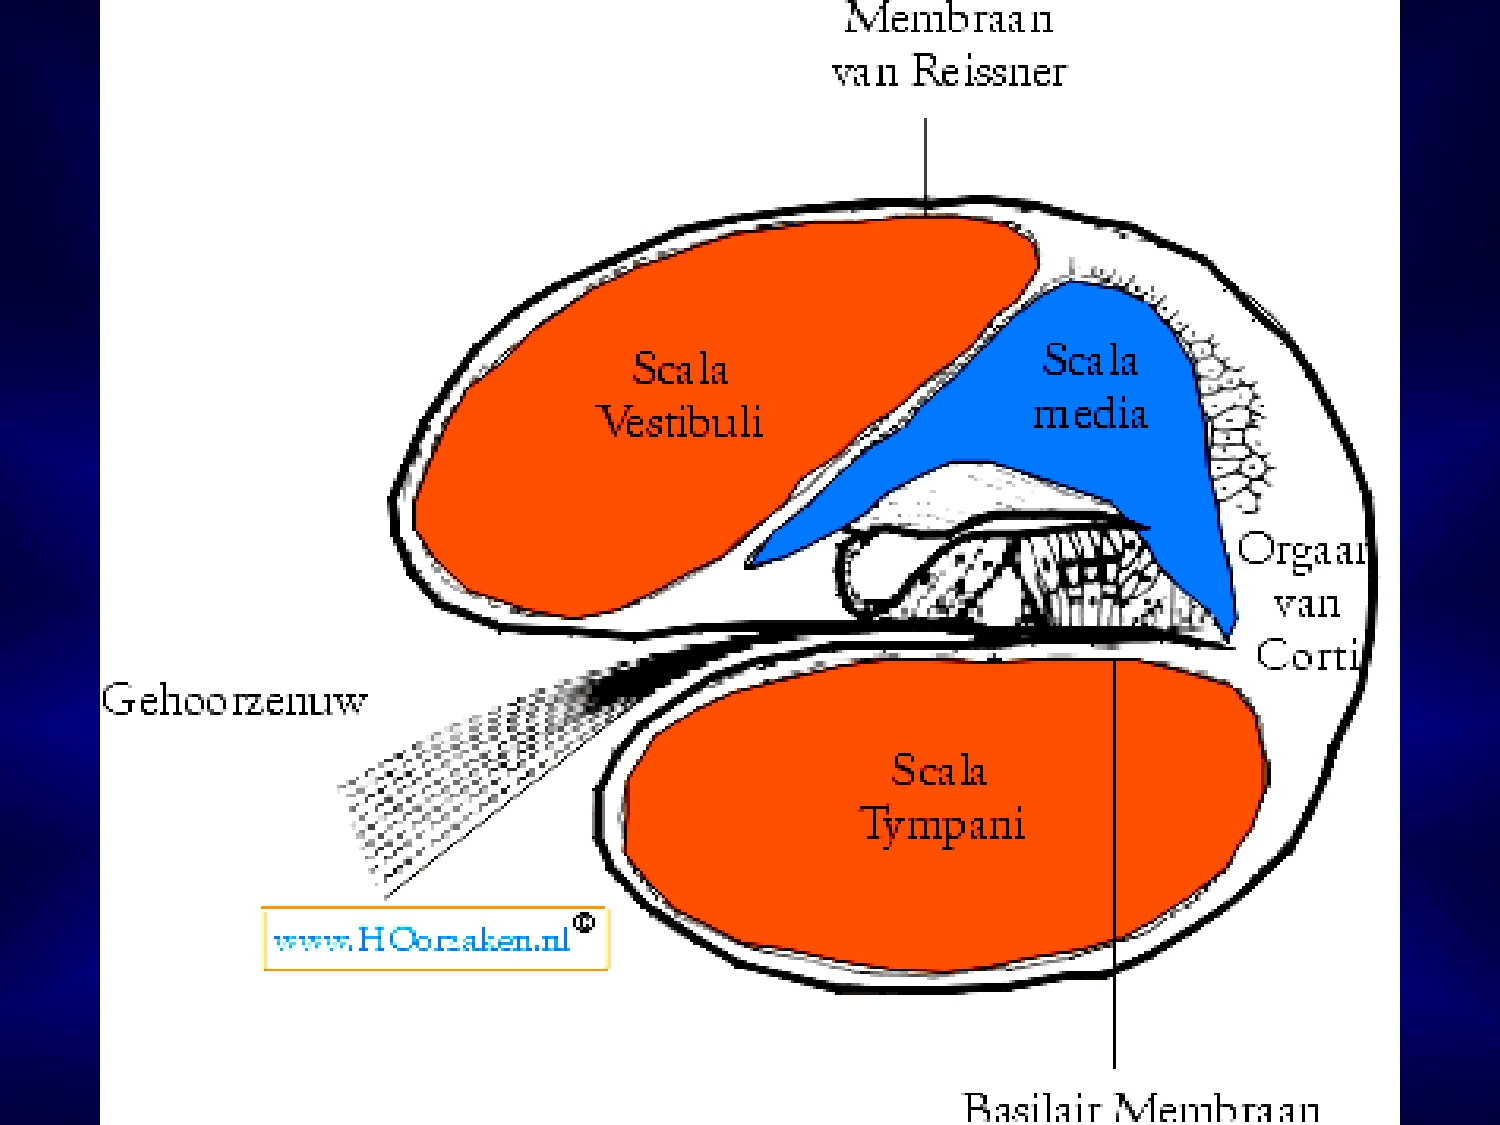 Membraan
van Reissner
Scala
Vestibuli
Scala
media
Orgaan
van
Corti
Gehoorzenuw
Scala
Tympani
www.HOorzaken.nl©
Basilair Membraan